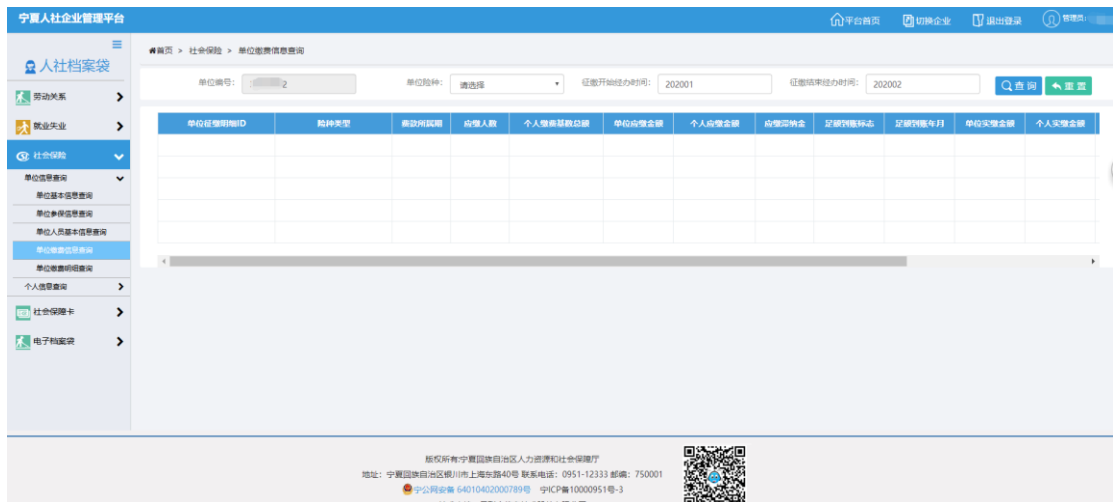 宁夏人社企业管理平台
平台首页 切换企业 退出登录 管理员:
人社档案袋
首页 > 社会保险 > 单位缴费信息查询
单位编号: 2 单位险种: 请选择 征缴开始经办时间: 202001 征缴结束经办时间: 202002 查询 重置
劳动关系
就业失业
社会保险
单位信息查询
单位基本信息查询
单位参保信息查询
单位人员基本信息查询
单位缴费信息查询
单位缴费明细查询
个人信息查询
社会保障卡
电子档案袋
单位征缴明细ID 险种类型 费款所属期 应缴人数 个人缴费基数总额 单位应缴金额 个人应缴金额 应缴滞纳金 足额到账标志 足额到账年月 单位实缴金额 个人实缴金额
版权所有:宁夏回族自治区人力资源和社会保障厅
地址: 宁夏回族自治区银川市上海东路40号 联系电话: 0951-12333 邮编: 750001
宁公网安备 64010402000789号 宁ICP备10000951号-3